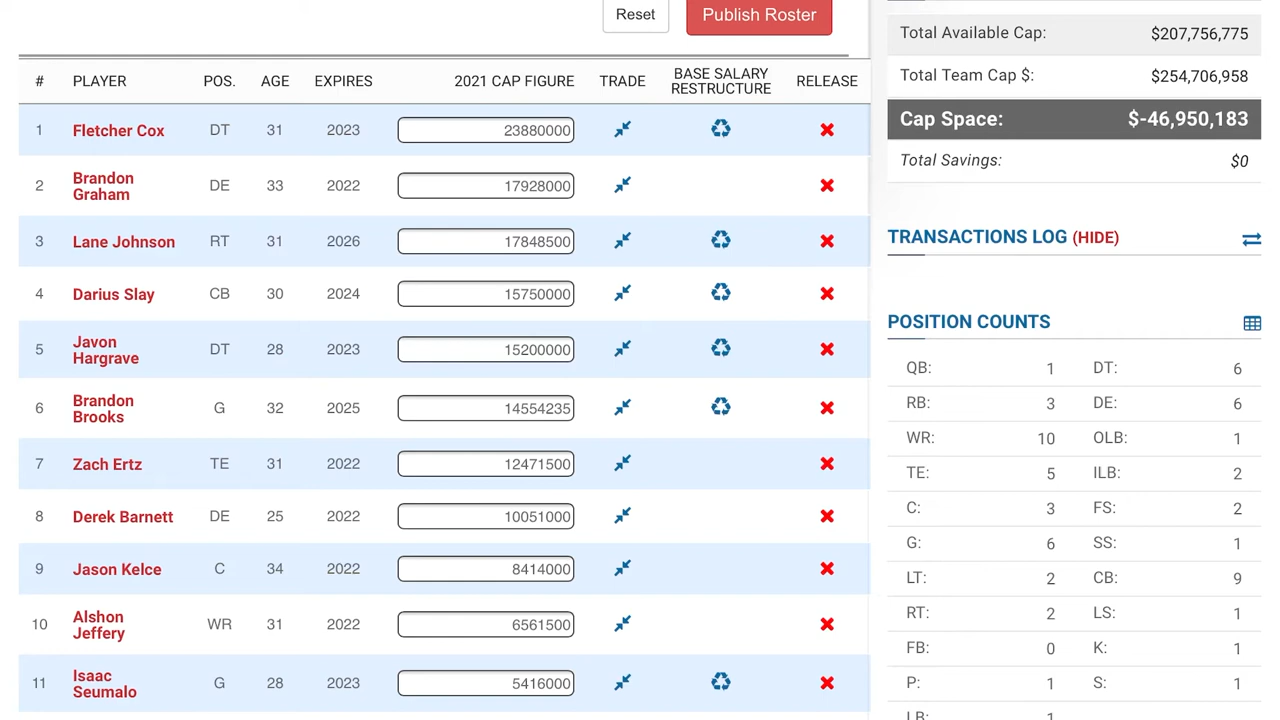 Reset
Publish Roster
# PLAYER POS. AGE EXPIRES 2021 CAP FIGURE TRADE BASE SALARY RESTRUCTURE RELEASE
1 Fletcher Cox DT 31 2023 23880000
2 Brandon Graham DE 33 2022 17928000
3 Lane Johnson RT 31 2026 17848500
4 Darius Slay CB 30 2024 15750000
5 Javon Hargrave DT 28 2023 15200000
6 Brandon Brooks G 32 2025 14554235
7 Zach Ertz TE 31 2022 12471500
8 Derek Barnett DE 25 2022 10051000
9 Jason Kelce C 34 2022 8414000
10 Alshon Jeffery WR 31 2022 6561500
11 Isaac Seumalo G 28 2023 5416000
Total Available Cap: $207,756,775
Total Team Cap $: $254,706,958
Cap Space: $-46,950,183
Total Savings: $0
TRANSACTIONS LOG (HIDE)
POSITION COUNTS
QB: 1 DT: 6
RB: 3 DE: 6
WR: 10 OLB: 1
TE: 5 ILB: 2
C: 3 FS: 2
G: 6 SS: 1
LT: 2 CB: 9
RT: 2 LS: 1
FB: 0 K: 1
P: 1 S: 1
LB: 1